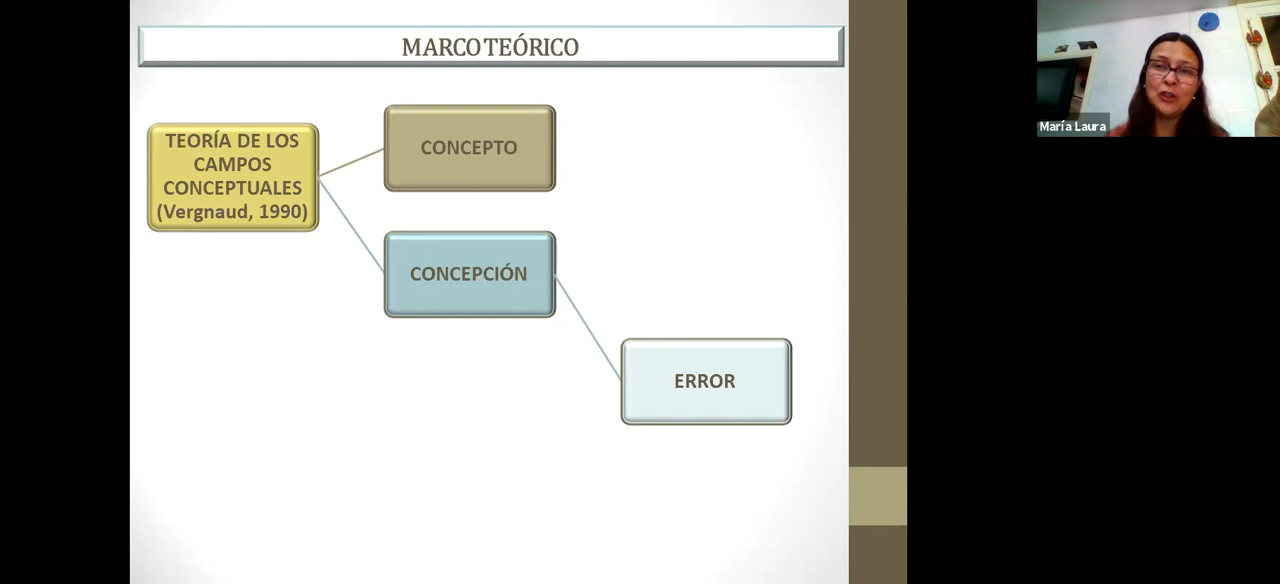 MARCO TEÓRICO
TEORÍA DE LOS
CAMPOS
CONCEPTUALES
(Vergnaud, 1990)
CONCEPTO
CONCEPCIÓN
ERROR
María Laura